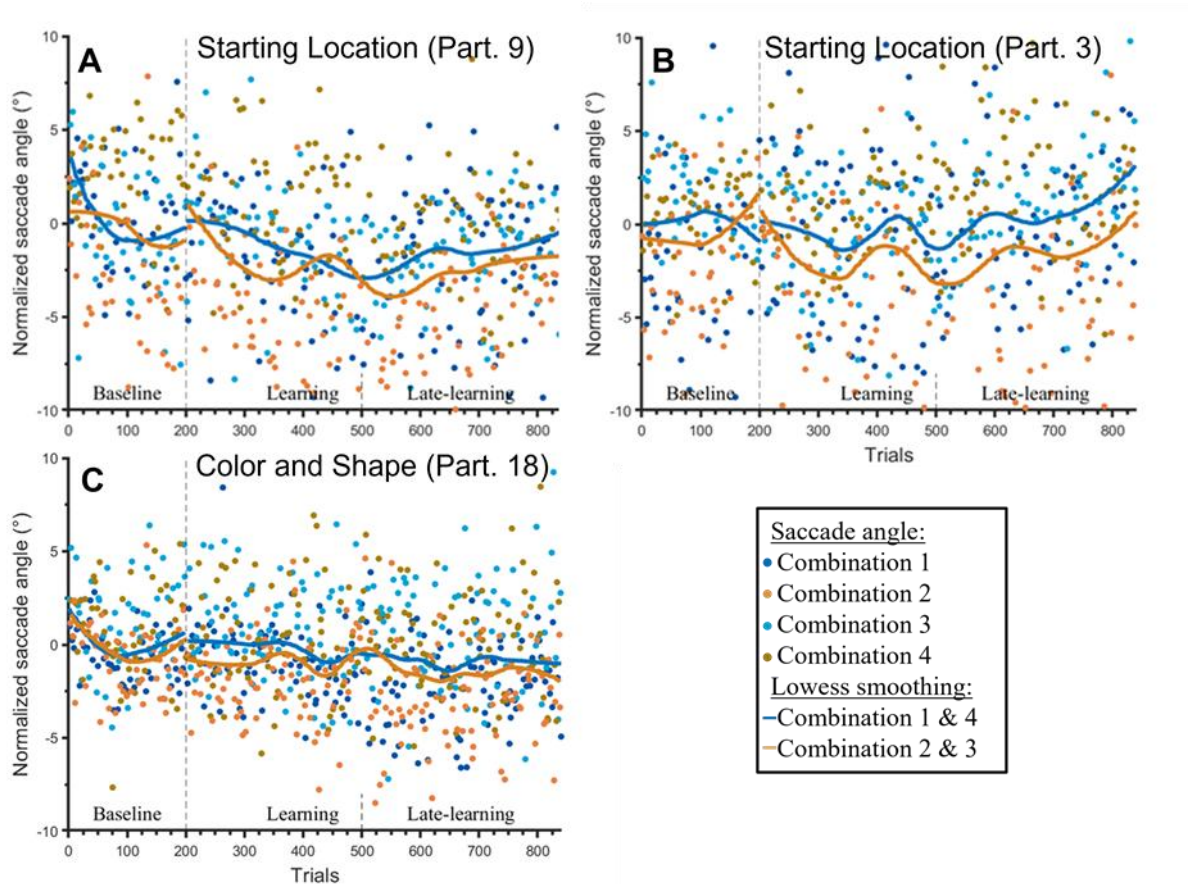 A
Starting Location (Part. 9)
Normalized saccade angle (°)
10
5
0
-5
-10
Baseline
Learning
Late-learning
0 100 200 300 400 500 600 700 800
B
Starting Location (Part. 3)
Normalized saccade angle (°)
10
5
0
-5
-10
Baseline
Learning
Late-learning
0 100 200 300 400 500 600 700 800
Trials
C
Color and Shape (Part. 18)
Normalized saccade angle (°)
10
5
0
-5
-10
Baseline
Learning
Late-learning
0 100 200 300 400 500 600 700 800
Trials
Saccade angle:
Combination 1
Combination 2
Combination 3
Combination 4
Lowess smoothing:
Combination 1 & 4
Combination 2 & 3